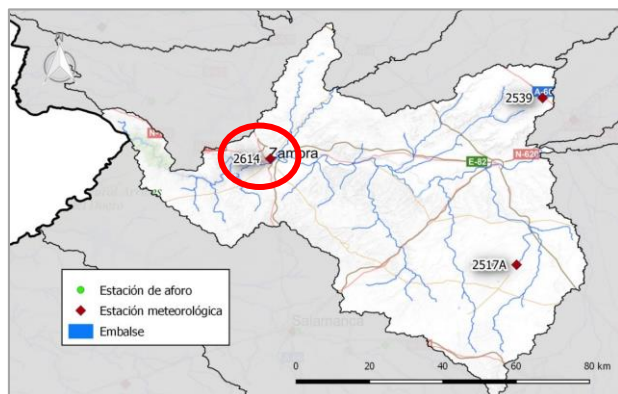 A-60
2539
N-
2614
Zamora
N-620
E-82
2517A
Estación de aforo
Estación meteorológica
Embalse
Salamanca
0 20 40 60 80 km